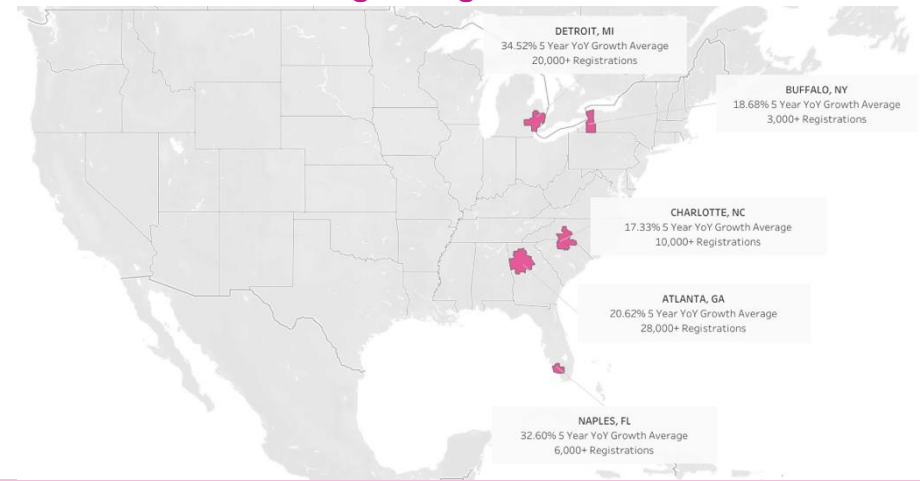 DETROIT, MI
34.52% 5 Year YoY Growth Average
20,000+ Registrations
BUFFALO, NY
18.68% 5 Year YoY Growth Average
3,000+ Registrations
CHARLOTTE, NC
17.33% 5 Year YoY Growth Average
10,000+ Registrations
ATLANTA, GA
20.62% 5 Year YoY Growth Average
28,000+ Registrations
NAPLES, FL
32.60% 5 Year YoY Growth Average
6,000+ Registrations